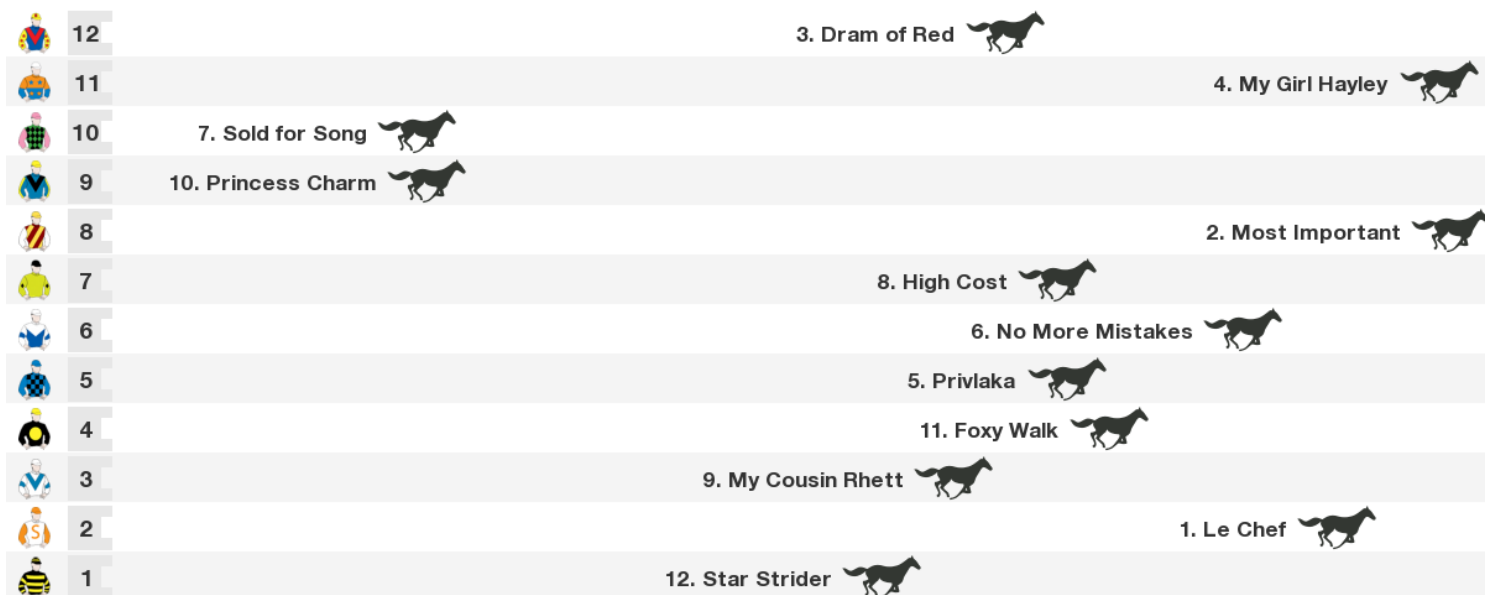 12 3. Dram of Red
11 4. My Girl Hayley
10 7. Sold for Song
9 10. Princess Charm
8 2. Most Important
7 8. High Cost
6 6. No More Mistakes
5 5. Privlaka
4 11. Foxy Walk
3 9. My Cousin Rhett
S 2 1. Le Chef
1 12. Star Strider